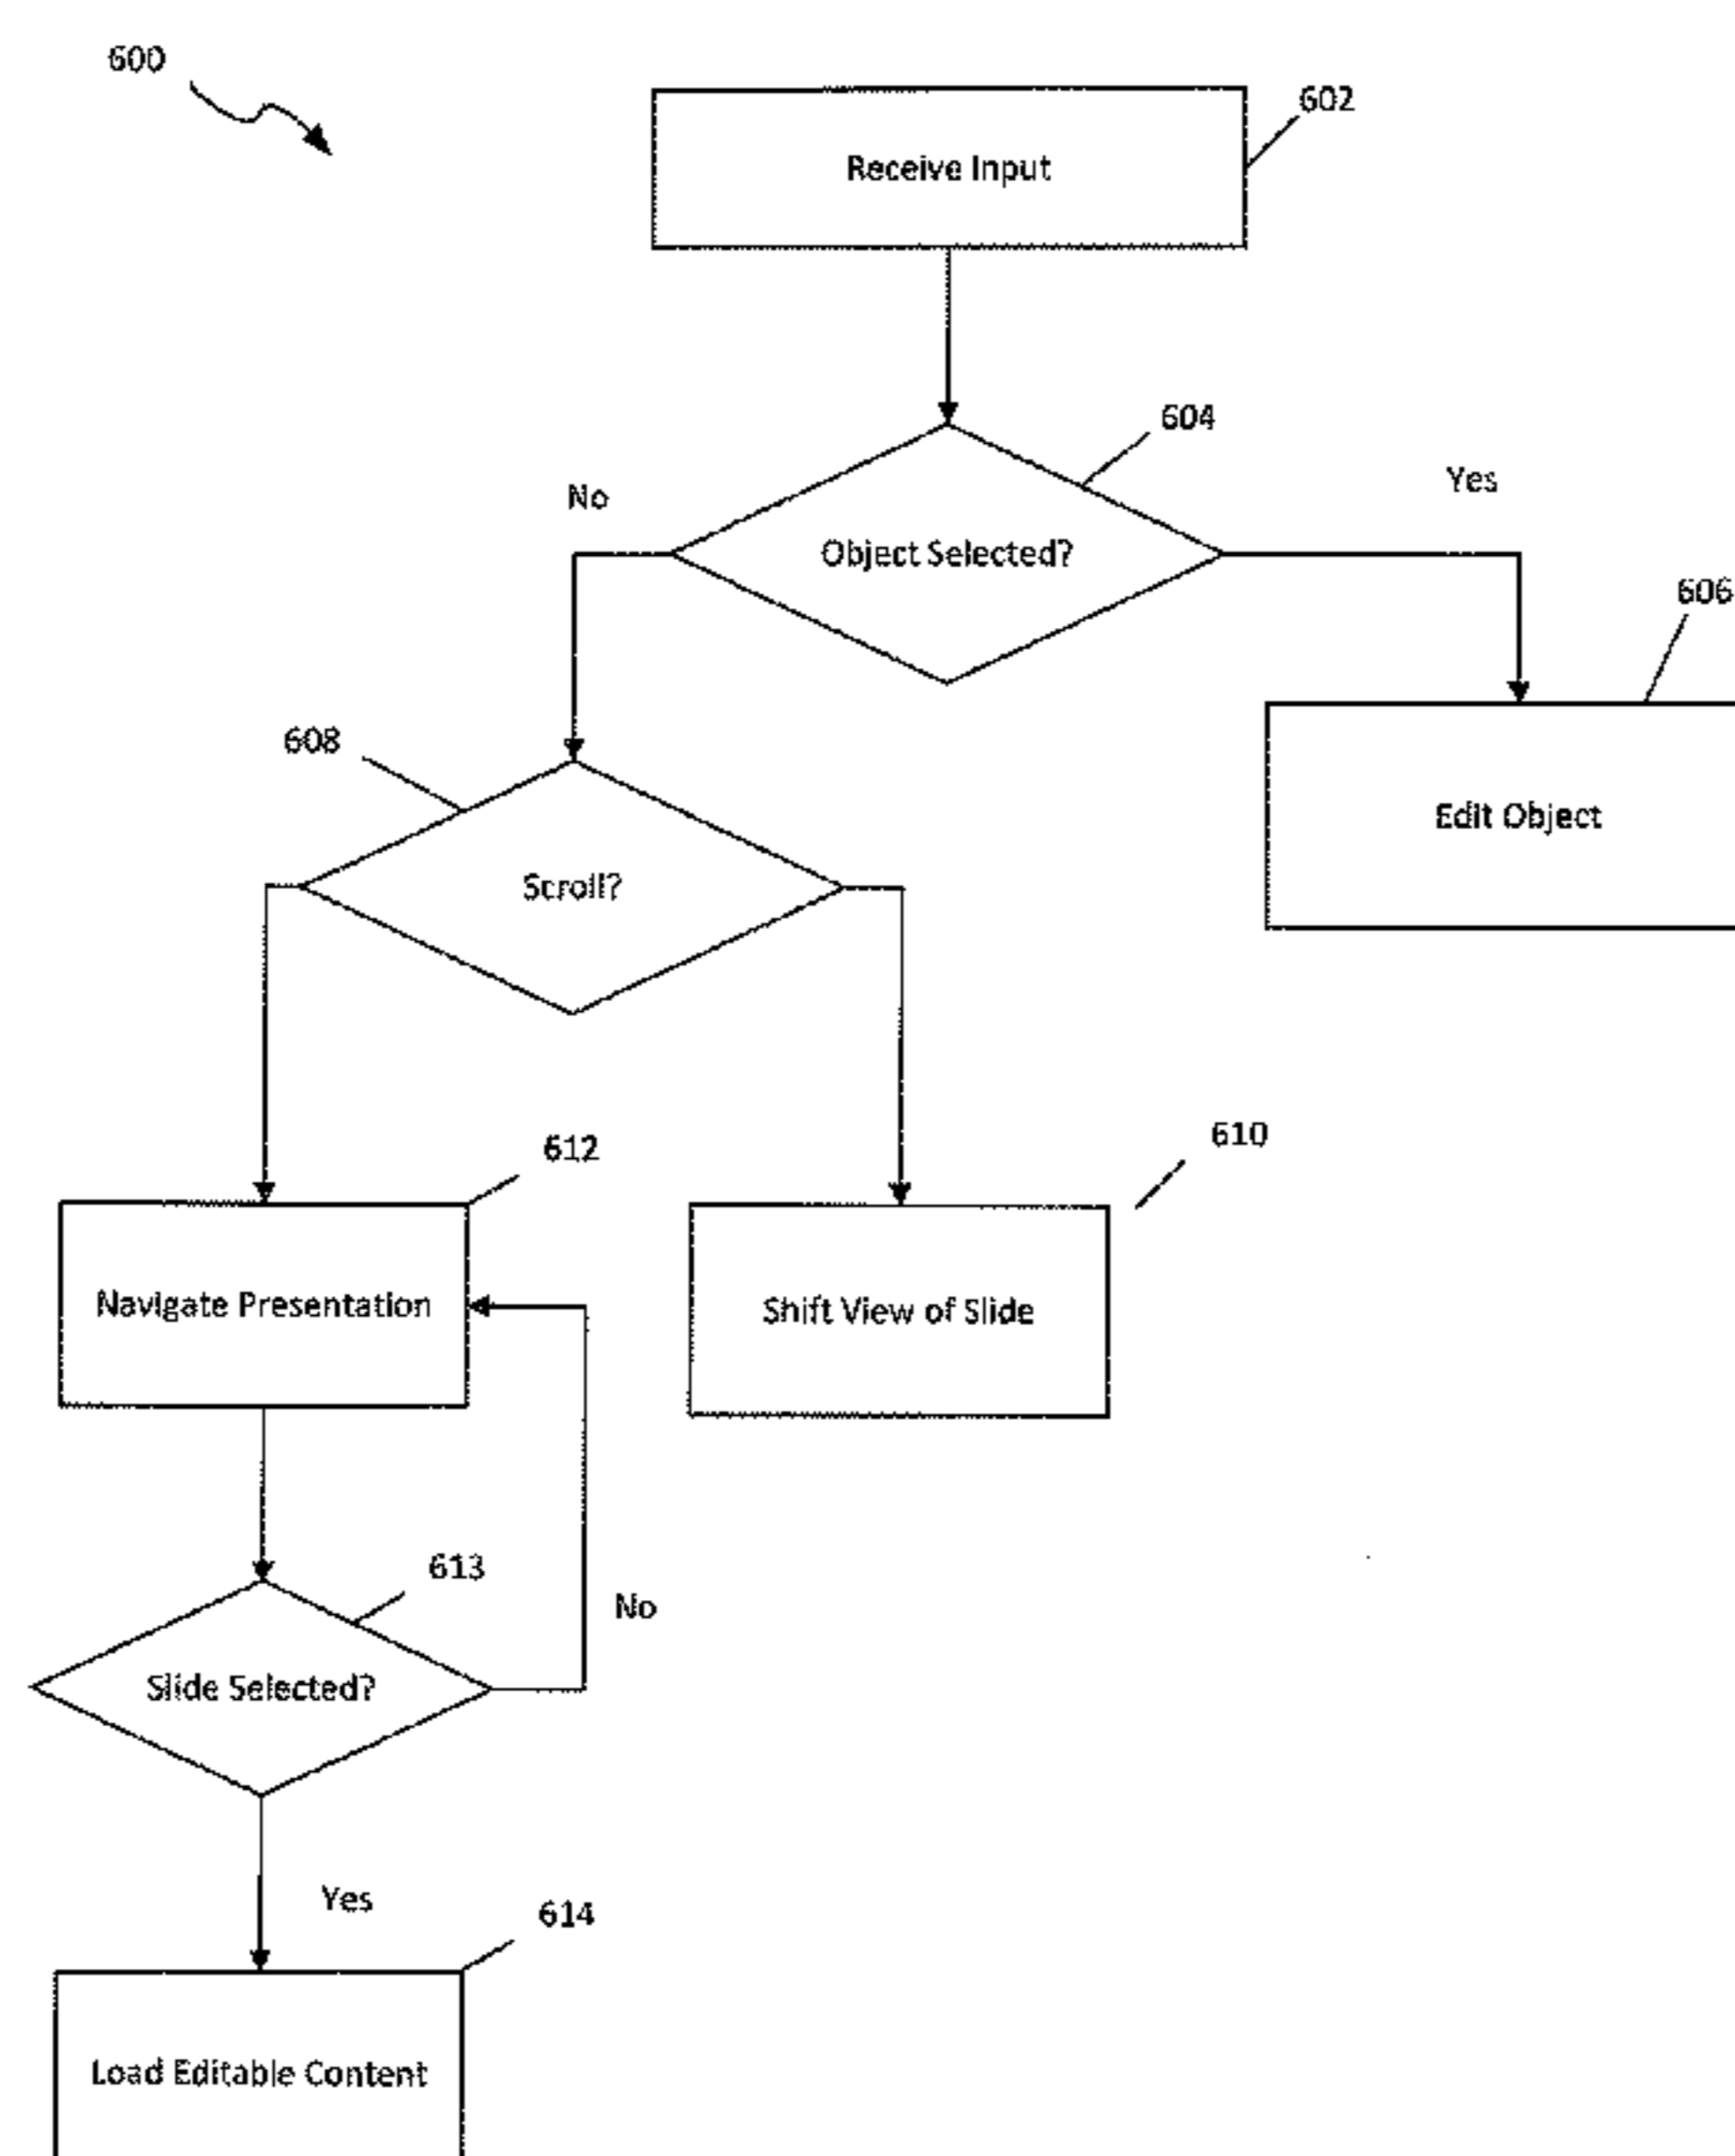 600
602
Receive Input
604
No
Yes
Object Selected?
606
608
Edit Object
Scroll?
612
610
Navigate Presentation
Shift View of Slide
613
No
Slide Selected?
Yes
614
Load Editable Content